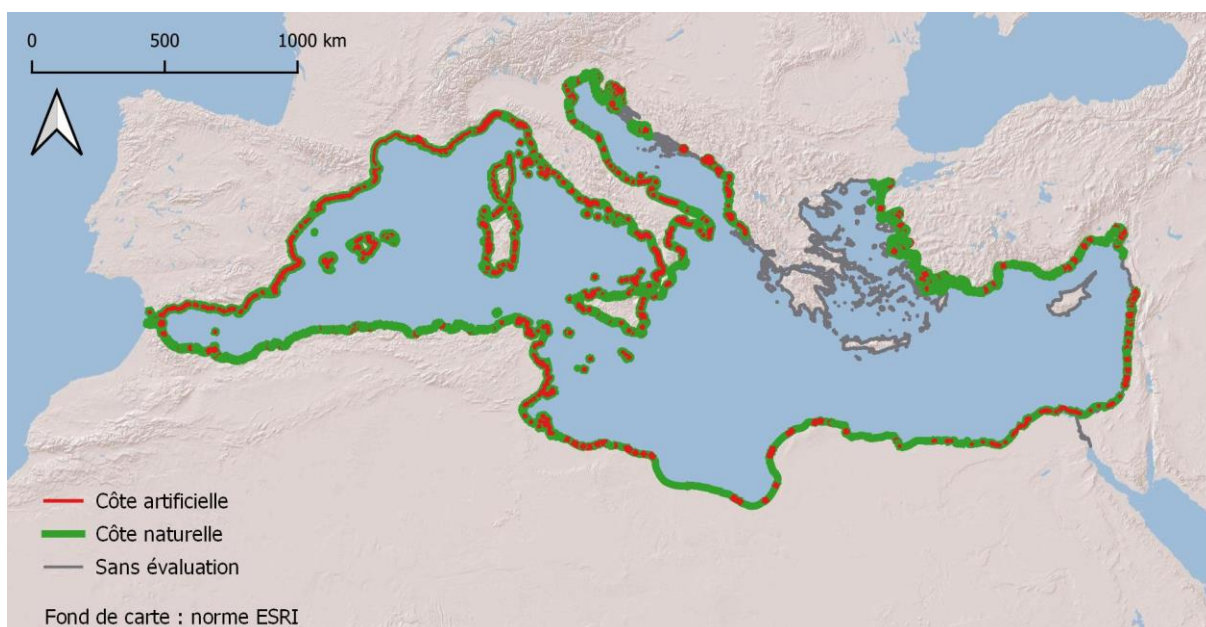 0 500 1000 km
Côte artificielle
Côte naturelle
Sans évaluation
Fond de carte : norme ESRI